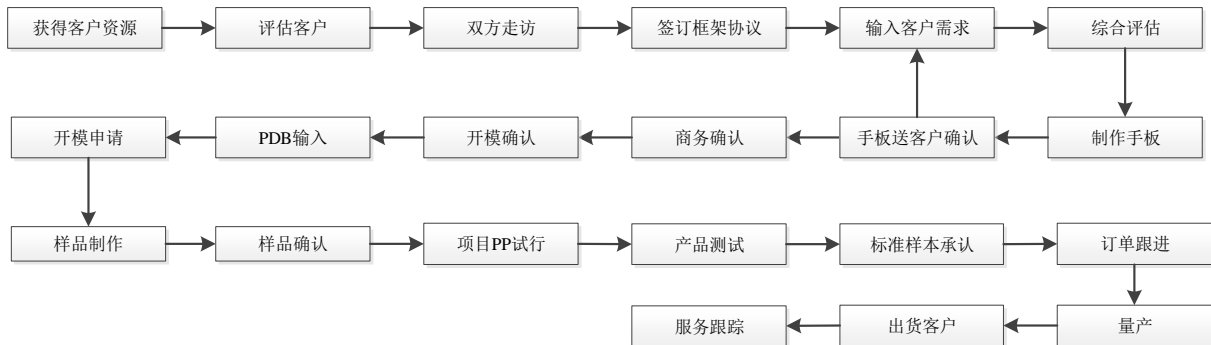 获得客户资源
评估客户
双方走访
签订框架协议
输入客户需求
综合评估
开模申请
PDB输入
开模确认
商务确认
手板送客户确认
制作手板
样品制作
样品确认
项目PP试行
产品测试
标准样本承认
订单跟进
服务跟踪
出货客户
量产